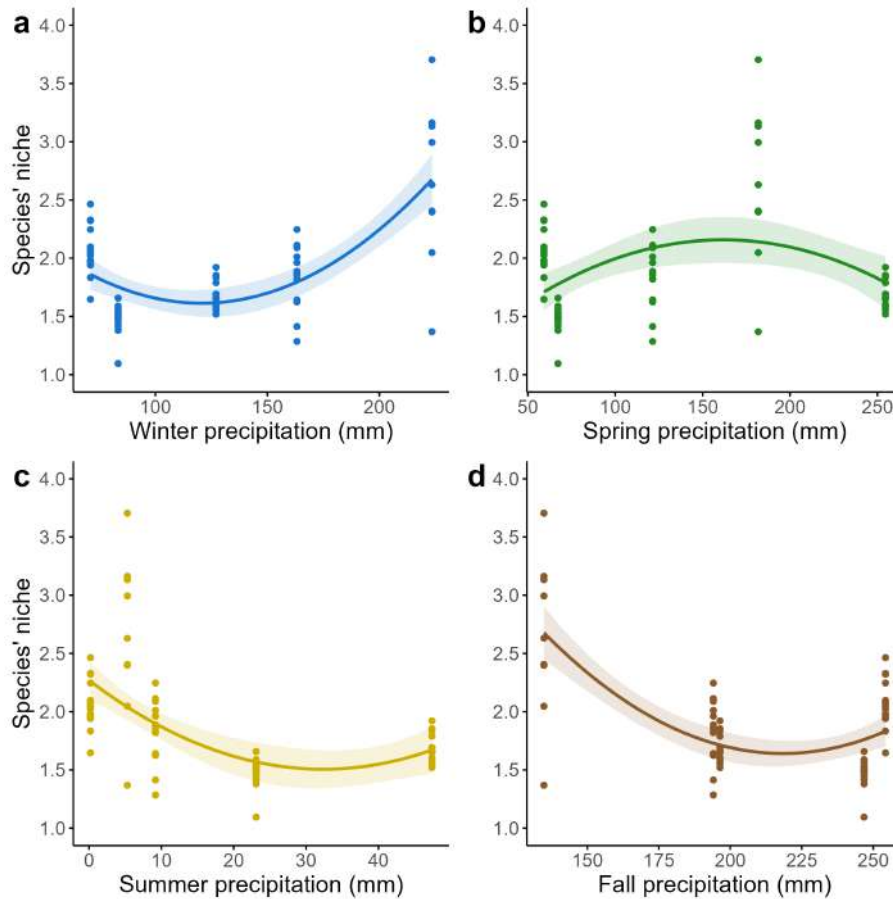 a
4.0
3.5
3.0
2.5
2.0
1.5
1.0
Species' niche
100 150 200
Winter precipitation (mm)
b
4.0
3.5
3.0
2.5
2.0
1.5
1.0
50 100 150 200 250
Spring precipitation (mm)
c
4.0
3.5
3.0
2.5
2.0
1.5
1.0
Species' niche
0 10 20 30 40
Summer precipitation (mm)
d
4.0
3.5
3.0
2.5
2.0
1.5
1.0
150 175 200 225 250
Fall precipitation (mm)